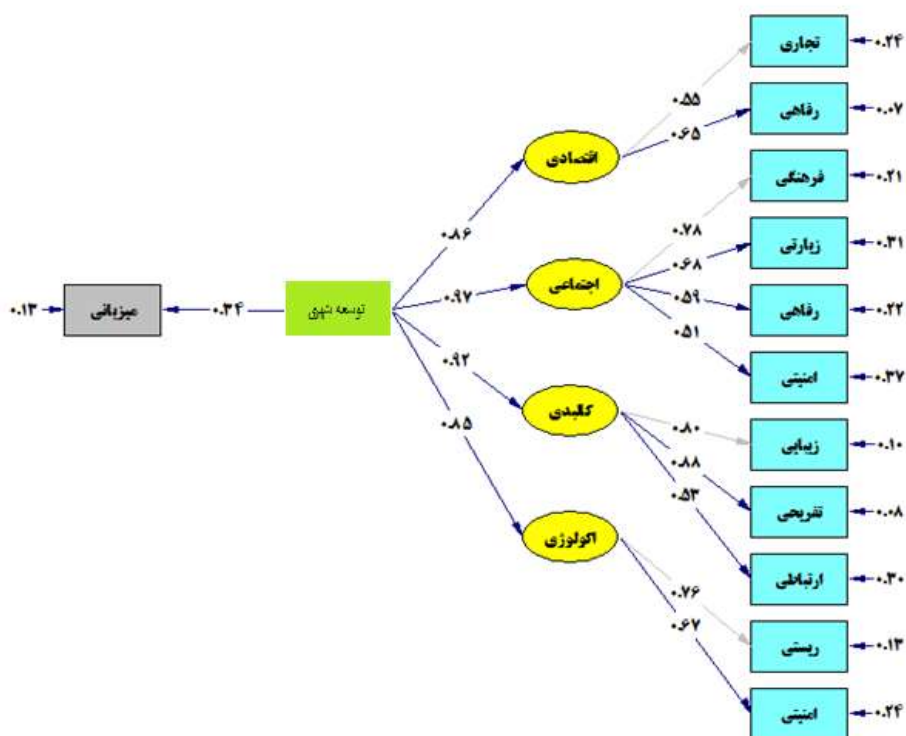 تجاری
۰.۲۴
۰.۵۵
رفاهی
۰.۰۷
۰.۶۵
اقتصادی
فرهنگی
۰.۲۱
۰.۸۶
۰.۷۸
زیارتی
۰.۳۱
۰.۶۸
اجتماعی
۰.۹۷
۰.۵۹
رفاهی
۰.۲۲
۰.۱۳
میزبانی
۰.۳۴
توسعه شهری
۰.۵۱
امنیتی
۰.۳۷
۰.۹۲
کالبدی
۰.۸۰
زیبایی
۰.۱۰
۰.۸۵
۰.۸۸
تفریحی
۰.۰۸
۰.۵۳
اکولوژی
ارتباطی
۰.۳۰
۰.۷۶
ریستی
۰.۱۳
۰.۶۷
امنیتی
۰.۲۴